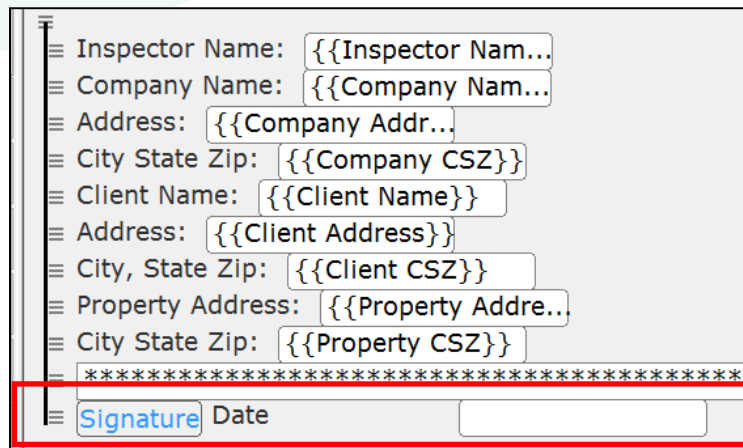 Inspector Name: {{Inspector Nam...
Company Name: {{Company Nam...
Address: {{Company Addr...
City State Zip: {{Company CSZ}}
Client Name: {{Client Name}}
Address: {{Client Address}}
City, State Zip: {{Client CSZ}}
Property Address: {{Property Addre...
City State Zip: {{Property CSZ}}
******************************************
Signature Date